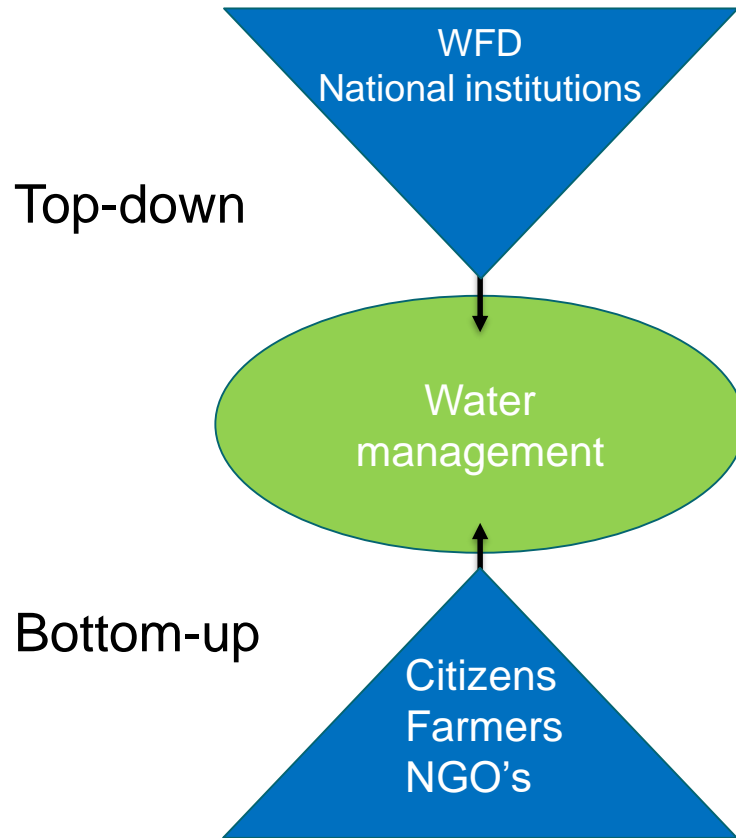 WFD
National institutions
Top-down
Water
management
Bottom-up
Citizens
Farmers
NGO’s